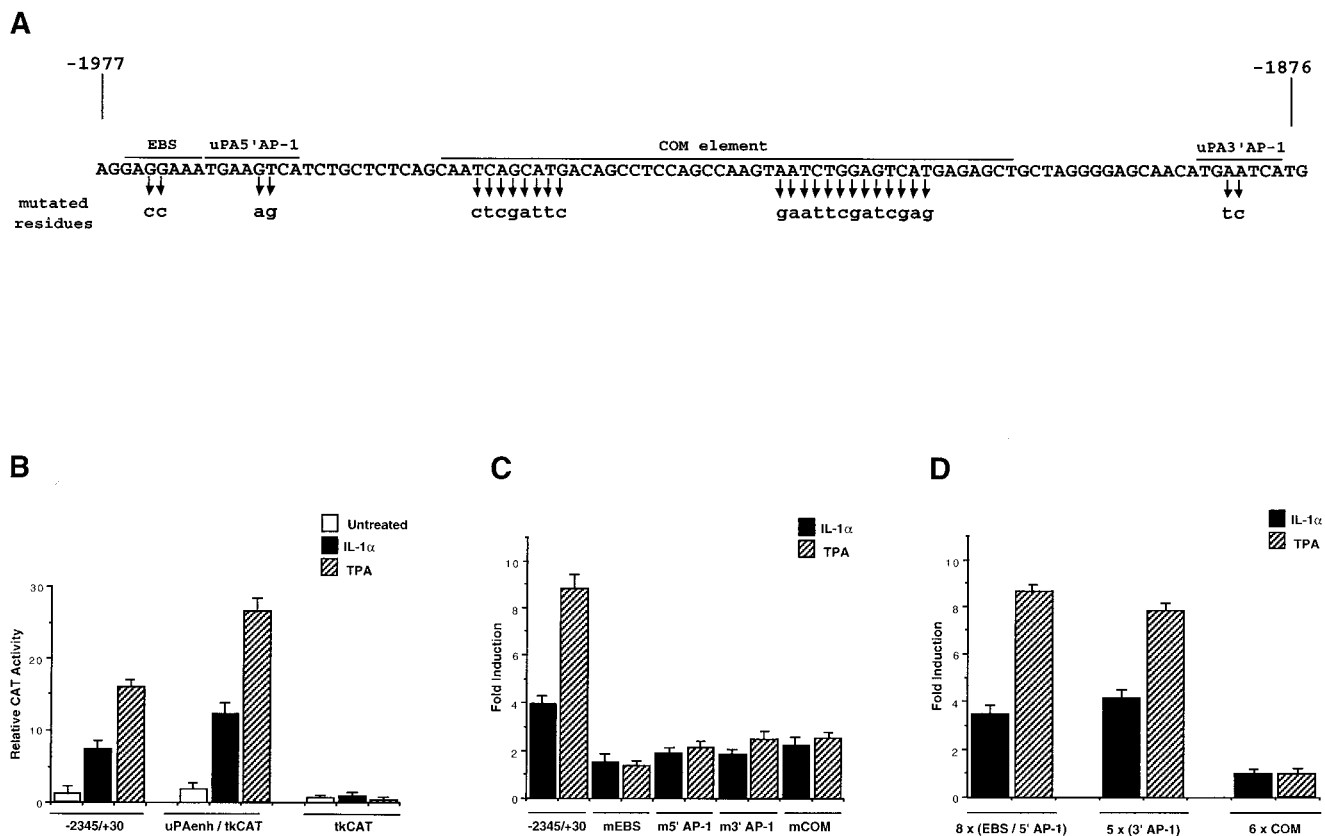 A
-1977
-1876
EBS uPA5'AP-1 COM element uPA3'AP-1
AGGAGGAAATGAAGTCATCTGCTCTCAGCAATCAGCATGACAGCCTCCAGCCAAGTAATCTGGAGTCATGAGAGCTGCTAGGGGAGCAACATGAATCATG
mutated residues
cc ag ctcgattc gaattcgatcgag tc
B
Untreated
IL-1α
TPA
Relative CAT Activity
30
20
10
0
-2345/+30 uPAenh / tkCAT tkCAT
C
IL-1α
TPA
Fold Induction
10
8
6
4
2
0
-2345/+30 mEBS m5' AP-1 m3' AP-1 mCOM
D
IL-1α
TPA
Fold Induction
10
8
6
4
2
0
8 x (EBS / 5' AP-1) 5 x (3' AP-1) 6 x COM